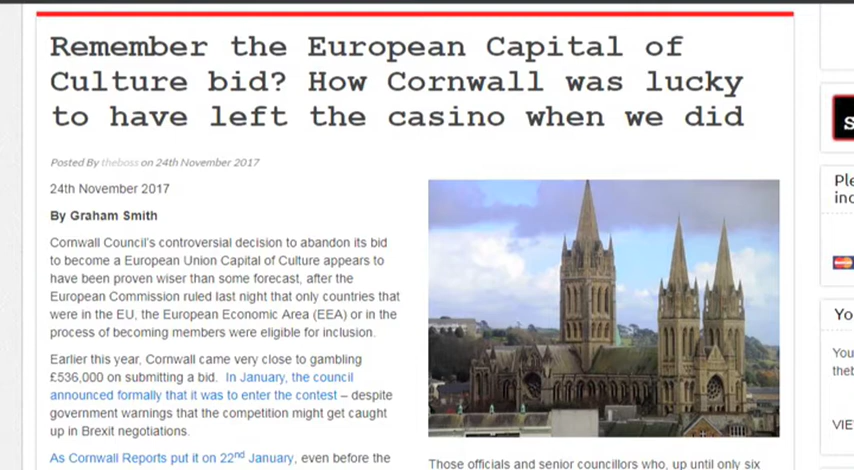 Remember the European Capital of
Culture bid? How Cornwall was lucky
to have left the casino when we did
Posted By theboss on 24th November 2017
24th November 2017
By Graham Smith
Cornwall Council's controversial decision to abandon its bid
to become a European Union Capital of Culture appears to
have been proven wiser than some forecast, after the
European Commission ruled last night that only countries that
were in the EU, the European Economic Area (EEA) or in the
process of becoming members were eligible for inclusion.
Earlier this year, Cornwall came very close to gambling
£536,000 on submitting a bid. In January, the council
announced formally that it was to enter the contest – despite
government warnings that the competition might get caught
up in Brexit negotiations.
As Cornwall Reports put it on 22nd January, even before the
Those officials and senior councillors who, up until only six
S
Ple
inc
Yo
You
theb
VIE